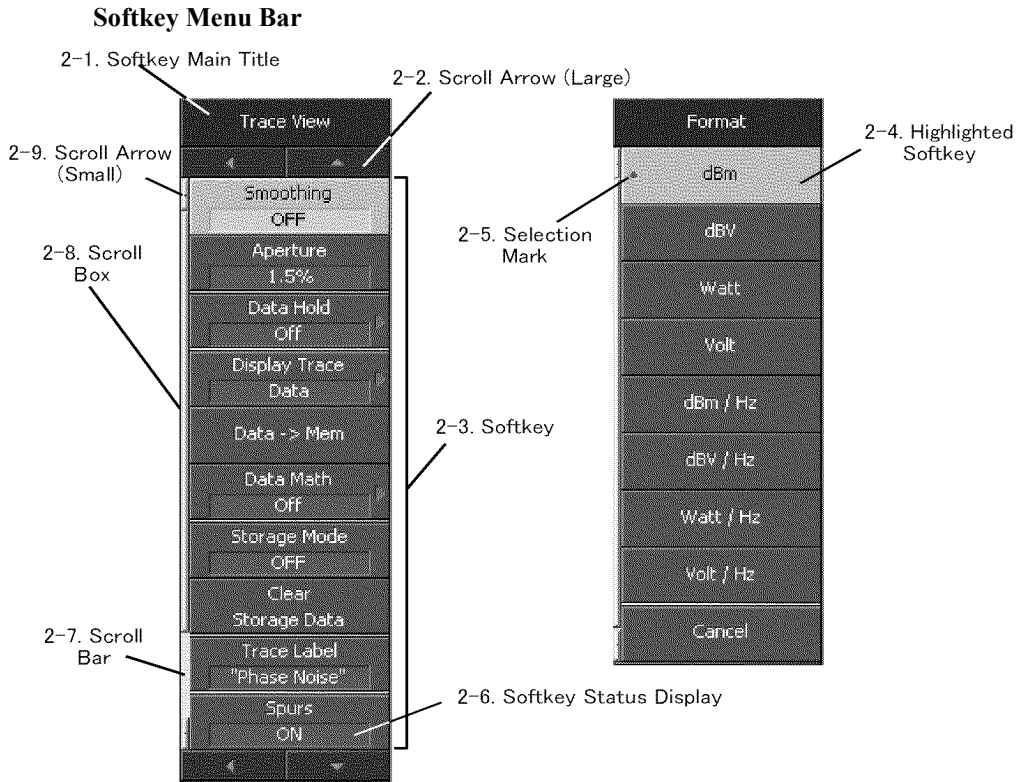 Softkey Menu Bar
2-1. Softkey Main Title
2-2. Scroll Arrow (Large)
Trace View
2-9. Scroll Arrow
(Small)
Smoothing
OFF
2-8. Scroll
Box
Aperture
1.5%
Data Hold
Off
Display Trace
Data
Data -> Mem
2-3. Softkey
Data Math
Off
Storage Mode
OFF
Clear
Storage Data
2-7. Scroll
Bar
Trace Label
"Phase Noise"
Spurs
ON
2-6. Softkey Status Display
Format
2-4. Highlighted
Softkey
dBm
2-5. Selection
Mark
dBV
Watt
Volt
dBm / Hz
dBV / Hz
Watt / Hz
Volt / Hz
Cancel